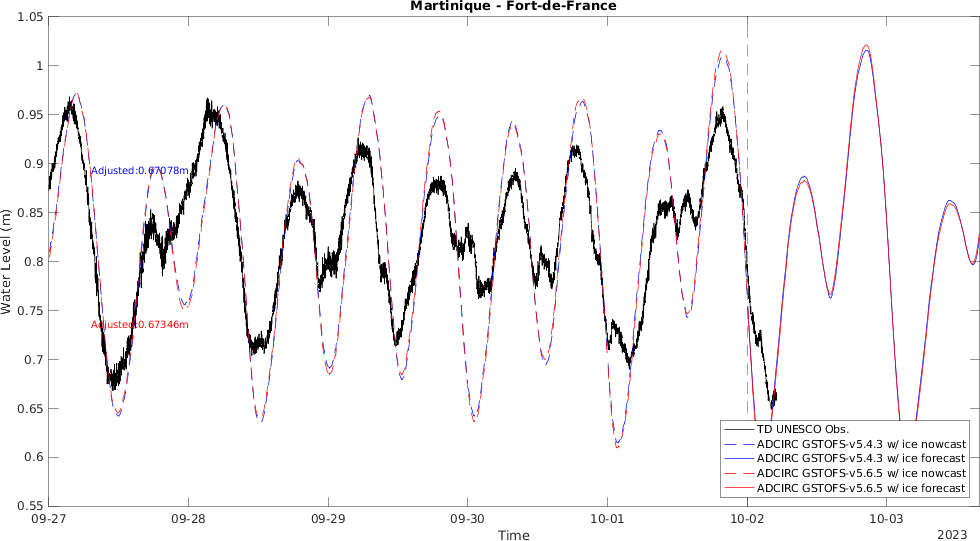 Martinique - Fort-de-France
Water Level (m)
1.05
1
0.95
0.9
0.85
0.8
0.75
0.7
0.65
0.6
0.55
Adjusted:0.67078m
Adjusted:0.67346m
TD UNESCO Obs.
ADCIRC GSTOFS-v5.4.3 w/ ice nowcast
ADCIRC GSTOFS-v5.4.3 w/ ice forecast
ADCIRC GSTOFS-v5.6.5 w/ ice nowcast
ADCIRC GSTOFS-v5.6.5 w/ ice forecast
09-27 09-28 09-29 09-30 10-01 10-02 10-03
Time
2023